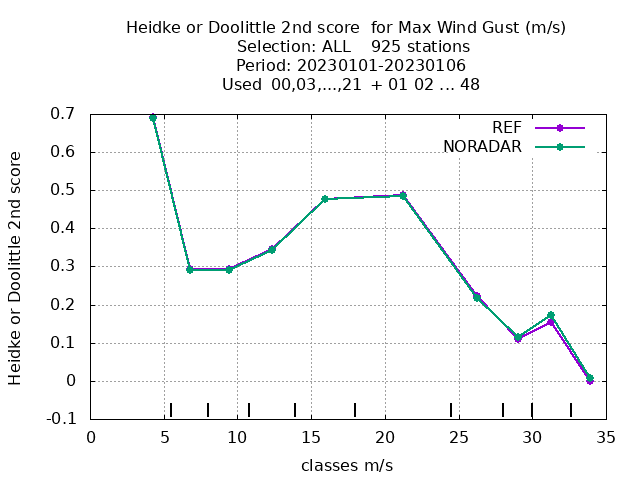 Heidke or Doolittle 2nd score  for Max Wind Gust (m/s)
Selection: ALL    925 stations
Period: 20230101-20230106
Used  00,03,...,21  + 01 02 ... 48
Heidke or Doolittle 2nd score
0.7
0.6
0.5
0.4
0.3
0.2
0.1
0
-0.1
REF
NORADAR
0 5 10 15 20 25 30 35
classes m/s